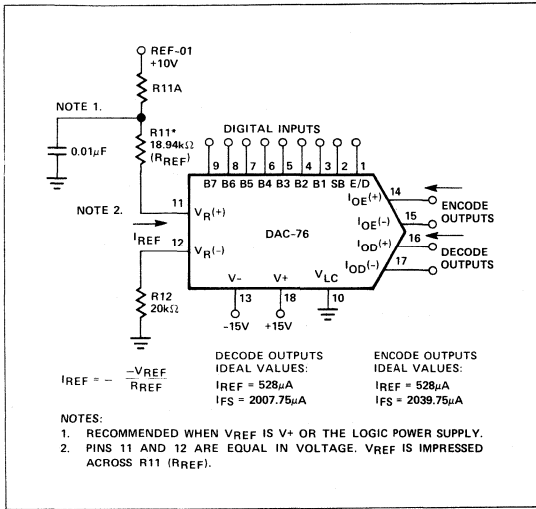 REF-01
+10V
R11A
NOTE 1.
R11*
18.94kΩ
(RREF)
0.01µF
DIGITAL INPUTS
9 8 7 6 5 4 3 2 1
B7 B6 B5 B4 B3 B2 B1 SB E/D
14
IOE(+)
ENCODE
OUTPUTS
15
IOE(-)
16
IOD(+)
DECODE
OUTPUTS
17
IOD(-)
NOTE 2.
11
VR(+)
IREF
12
VR(-)
DAC-76
V- V+ VLC
13 18 10
-15V +15V
R12
20kΩ
IREF = - -VREF
RREF
DECODE OUTPUTS
IDEAL VALUES:
IREF = 528µA
IFS = 2007.75µA
ENCODE OUTPUTS
IDEAL VALUES:
IREF = 528µA
IFS = 2039.75µA
NOTES:
1. RECOMMENDED WHEN VREF IS V+ OR THE LOGIC POWER SUPPLY.
2. PINS 11 AND 12 ARE EQUAL IN VOLTAGE. VREF IS IMPRESSED
ACROSS R11 (RREF).